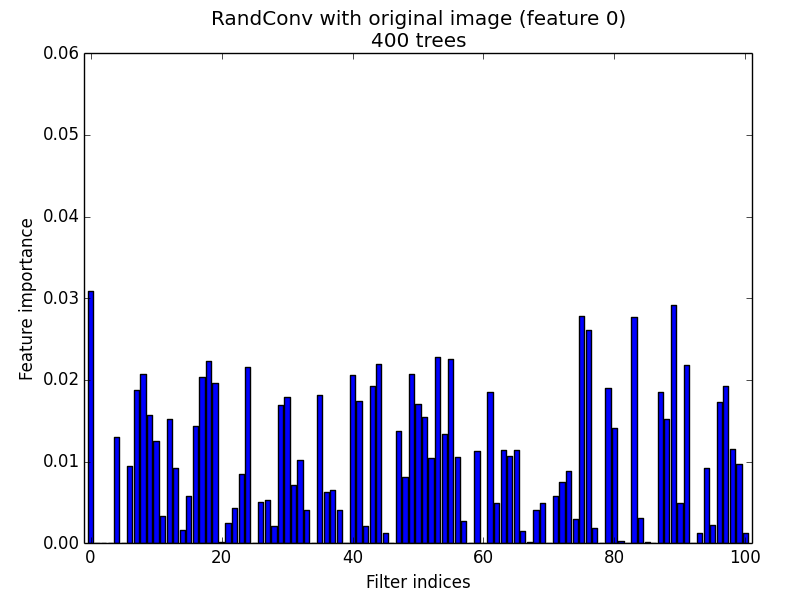 RandConv with original image (feature 0)
400 trees
0.06
0.05
0.04
0.03
0.02
0.01
0.00
Feature importance
0 20 40 60 80 100
Filter indices